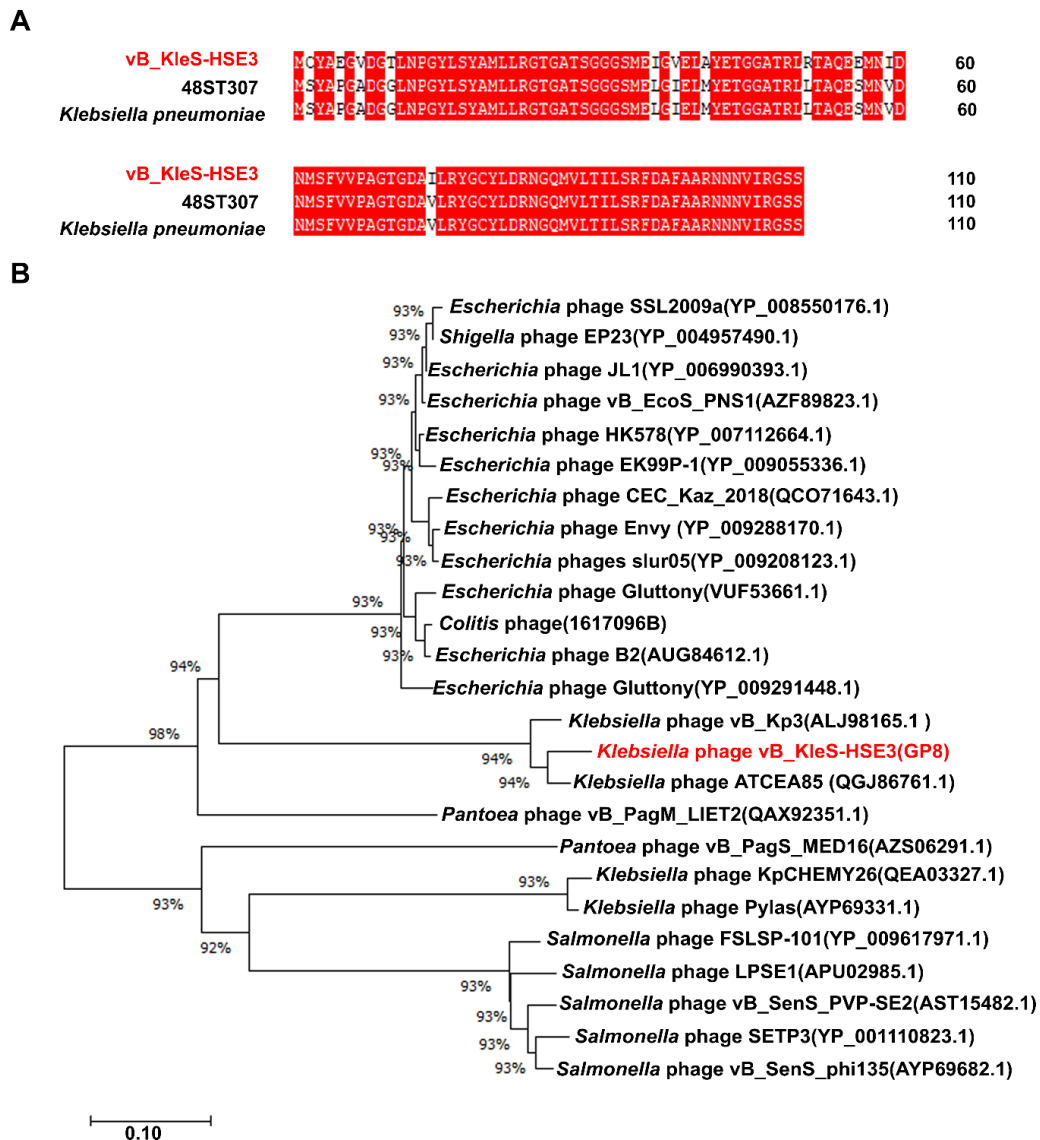 A
vB_KleS-HSE3 MCYAEGVDGTLNPGYLSYAMLLRGTGATSGGGSMEIGVELAYETGGATRLRTAQEEMNID 60
48ST307 MSYAPGADGGLNPGYLSYAMLLRGTGATSGGGSMELGIELMYETGGATRLLTAQESMNVD 60
Klebsiella pneumoniae MSYAPGADGGLNPGYLSYAMLLRGTGATSGGGSMELGIELMYETGGATRLLTAQESMNVD 60
vB_KleS-HSE3 NMSFVVPAGTGDAILRYGCYLDRNGQMVLTILSRFDAFAARNNNVIRGSS 110
48ST307 NMSFVVPAGTGDAVLRYGCYLDRNGQMVLTILSRFDAFAARNNNVIRGSS 110
Klebsiella pneumoniae NMSFVVPAGTGDAVLRYGCYLDRNGQMVLTILSRFDAFAARNNNVIRGSS 110
B
93% Escherichia phage SSL2009a(YP_008550176.1)
93% Shigella phage EP23(YP_004957490.1)
93% Escherichia phage JL1(YP_006990393.1)
93% Escherichia phage vB_EcoS_PNS1(AZF89823.1)
Escherichia phage HK578(YP_007112664.1)
93%
93% Escherichia phage EK99P-1(YP_009055336.1)
Escherichia phage CEC_Kaz_2018(QCO71643.1)
93% Escherichia phage Envy (YP_009288170.1)
93%
93% Escherichia phages slur05(YP_009208123.1)
Escherichia phage Gluttony(VUF53661.1)
93%
93% Colitis phage(1617096B)
93% Escherichia phage B2(AUG84612.1)
94%
Escherichia phage Gluttony(YP_009291448.1)
Klebsiella phage vB_Kp3(ALJ98165.1 )
98%
94% Klebsiella phage vB_KleS-HSE3(GP8)
94% Klebsiella phage ATCEA85 (QGJ86761.1)
Pantoea phage vB_PagM_LIET2(QAX92351.1)
Pantoea phage vB_PagS_MED16(AZS06291.1)
93% Klebsiella phage KpCHEMY26(QEA03327.1)
93%
Klebsiella phage Pylas(AYP69331.1)
92%
Salmonella phage FSLSP-101(YP_009617971.1)
93% Salmonella phage LPSE1(APU02985.1)
Salmonella phage vB_SenS_PVP-SE2(AST15482.1)
93%
93% Salmonella phage SETP3(YP_001110823.1)
93% Salmonella phage vB_SenS_phi135(AYP69682.1)
0.10